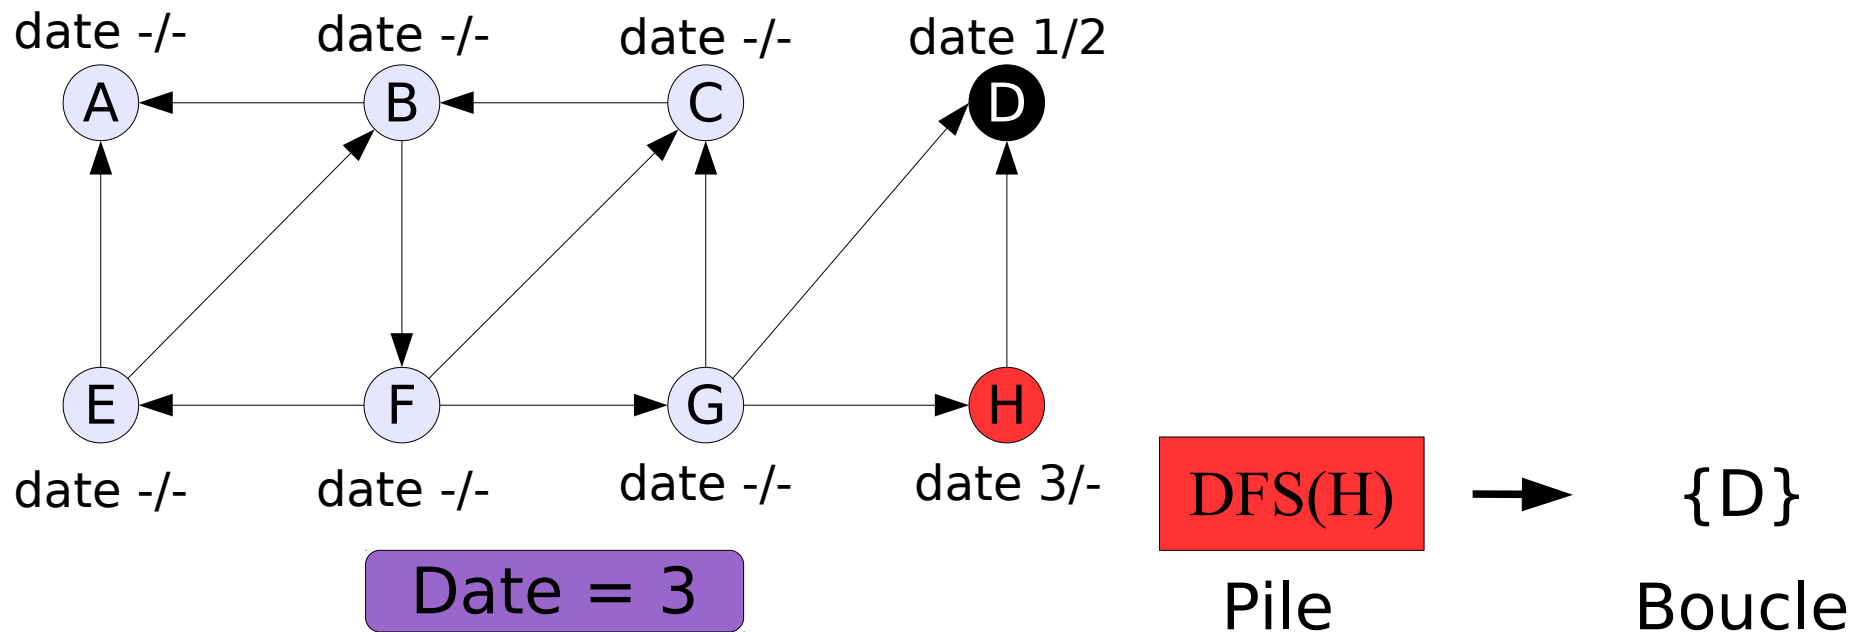 date -/- date -/- date -/- date 1/2
A B C D
E F G H
date -/- date -/- date -/- date 3/-
DFS(H) {D}
Date = 3
Pile Boucle